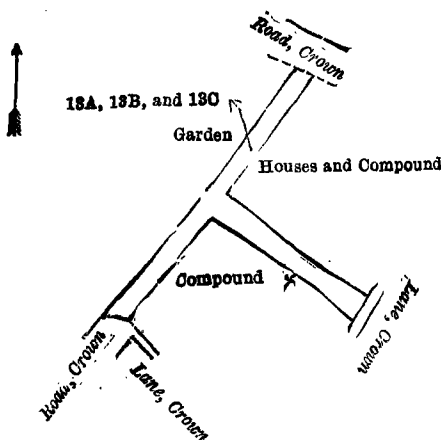 Road, Crown
13A, 13B, and 13C
Garden
Houses and Compound
Compound
Lane, Crown
Road, Crown
Lane, Crown